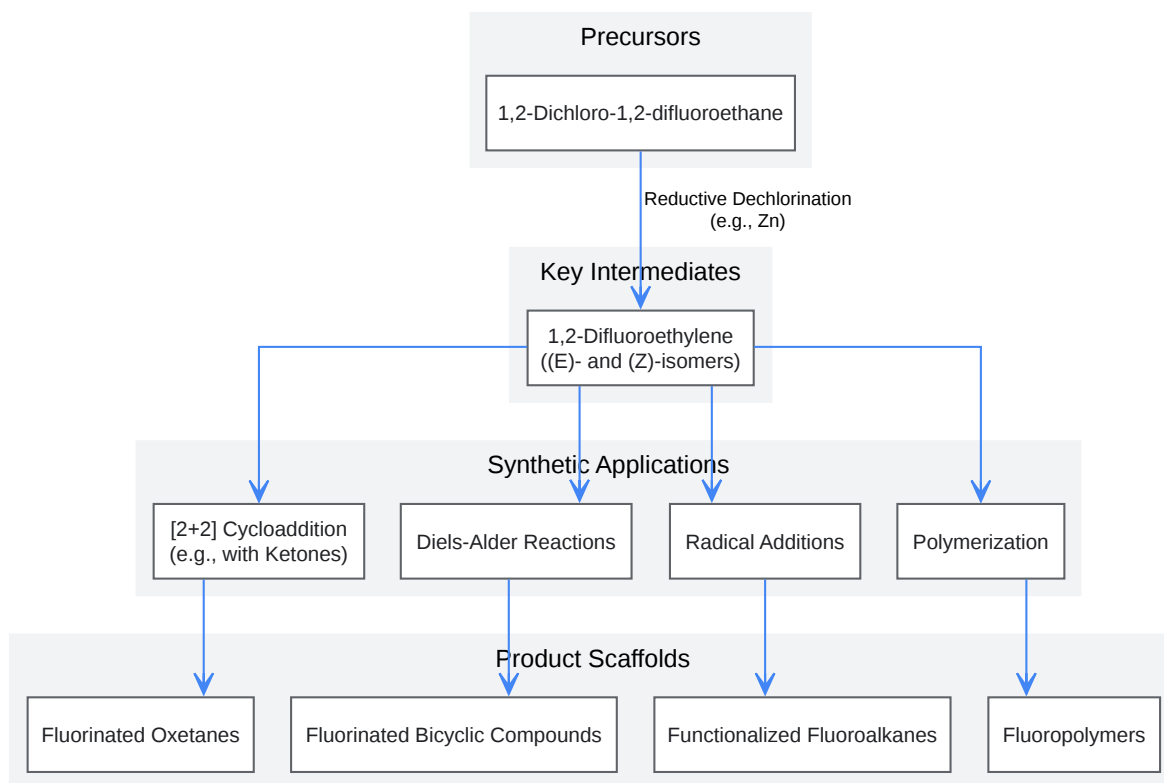 Precursors
1,2-Dichloro-1,2-difluoroethane
Reductive Dechlorination
(e.g., Zn)
Key Intermediates
1,2-Difluoroethylene
((E)- and (Z)-isomers)
Synthetic Applications
[2+2] Cycloaddition
(e.g., with Ketones)
Diels-Alder Reactions
Radical Additions
Polymerization
Product Scaffolds
Fluorinated Oxetanes
Fluorinated Bicyclic Compounds
Functionalized Fluoroalkanes
Fluoropolymers